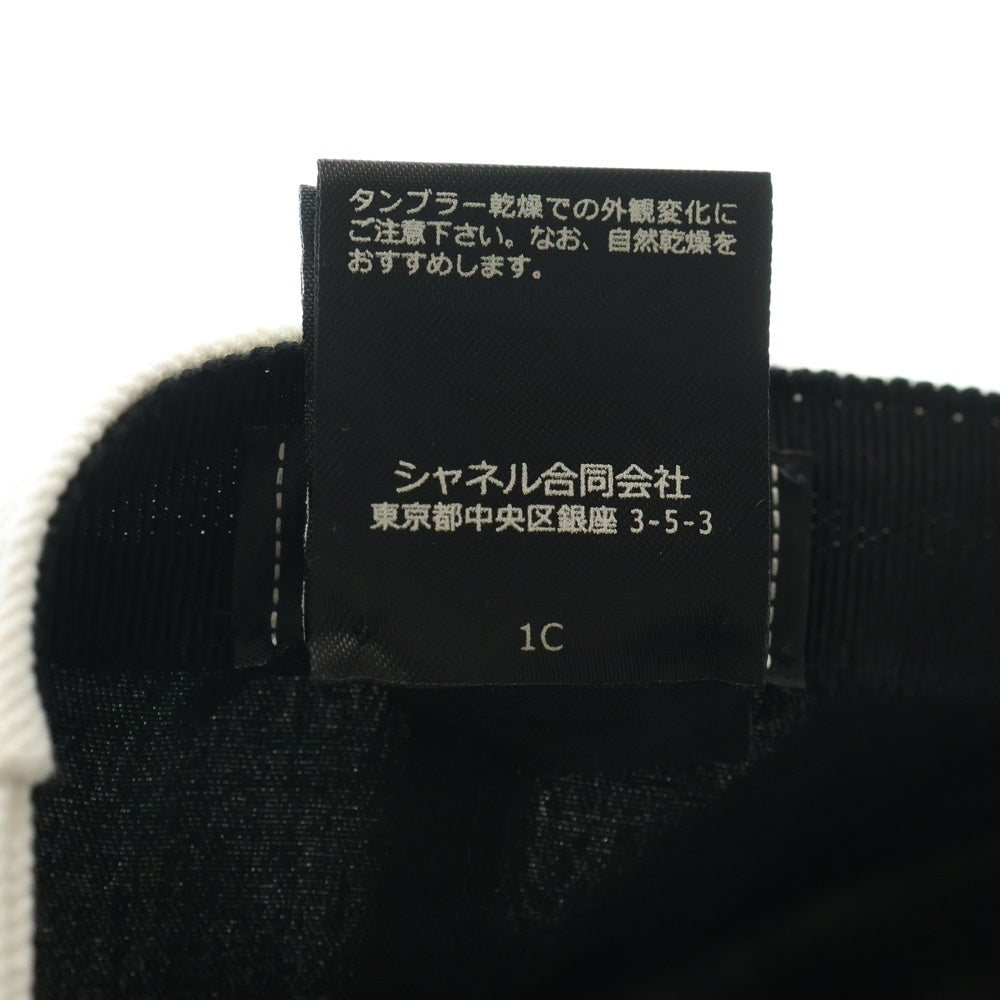 タンブラー乾燥での外観変化に
ご注意下さい。なお、自然乾燥を
おすすめします。
シャネル合同会社
東京都中央区銀座 3-5-3
1C